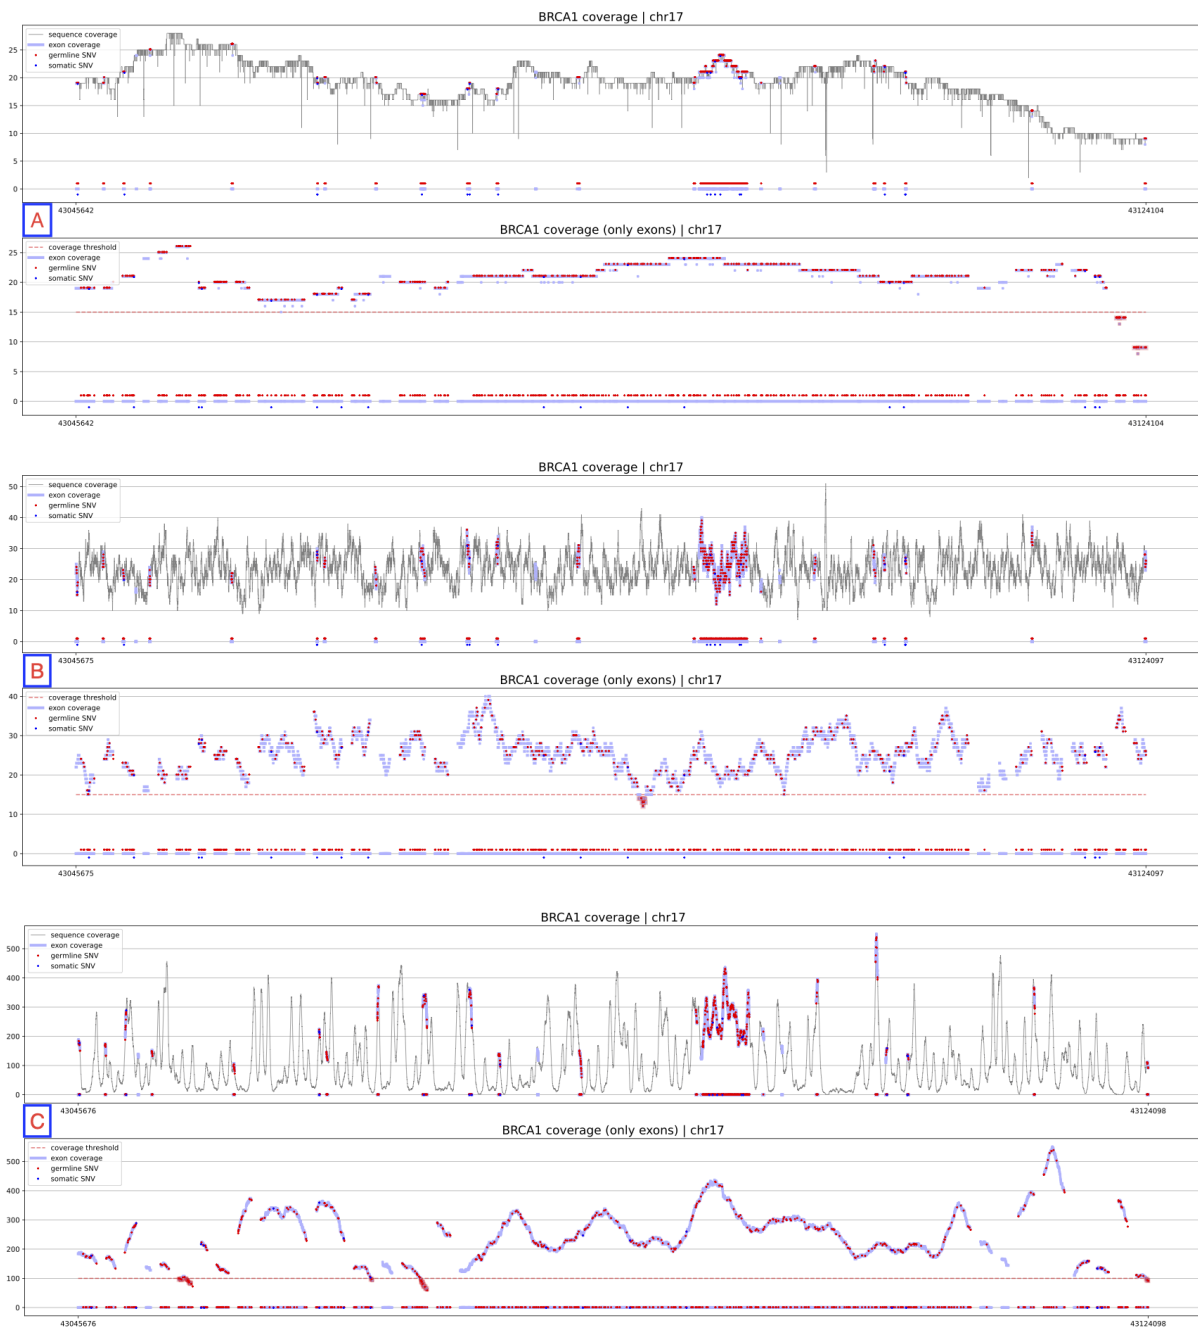 BRCA1 coverage | chr17
sequence coverage
exon coverage
germline SNV
somatic SNV
25
20
15
10
5
0
43045642
43124104
A
BRCA1 coverage (only exons) | chr17
coverage threshold
exon coverage
germline SNV
somatic SNV
25
20
15
10
5
0
43045642
43124104
BRCA1 coverage | chr17
sequence coverage
exon coverage
germline SNV
somatic SNV
50
40
30
20
10
0
43045675
43124097
B
BRCA1 coverage (only exons) | chr17
coverage threshold
exon coverage
germline SNV
somatic SNV
40
30
20
10
0
43045675
43124097
BRCA1 coverage | chr17
sequence coverage
exon coverage
germline SNV
somatic SNV
500
400
300
200
100
0
43045676
43124098
C
BRCA1 coverage (only exons) | chr17
coverage threshold
exon coverage
germline SNV
somatic SNV
500
400
300
200
100
0
43045676
43124098